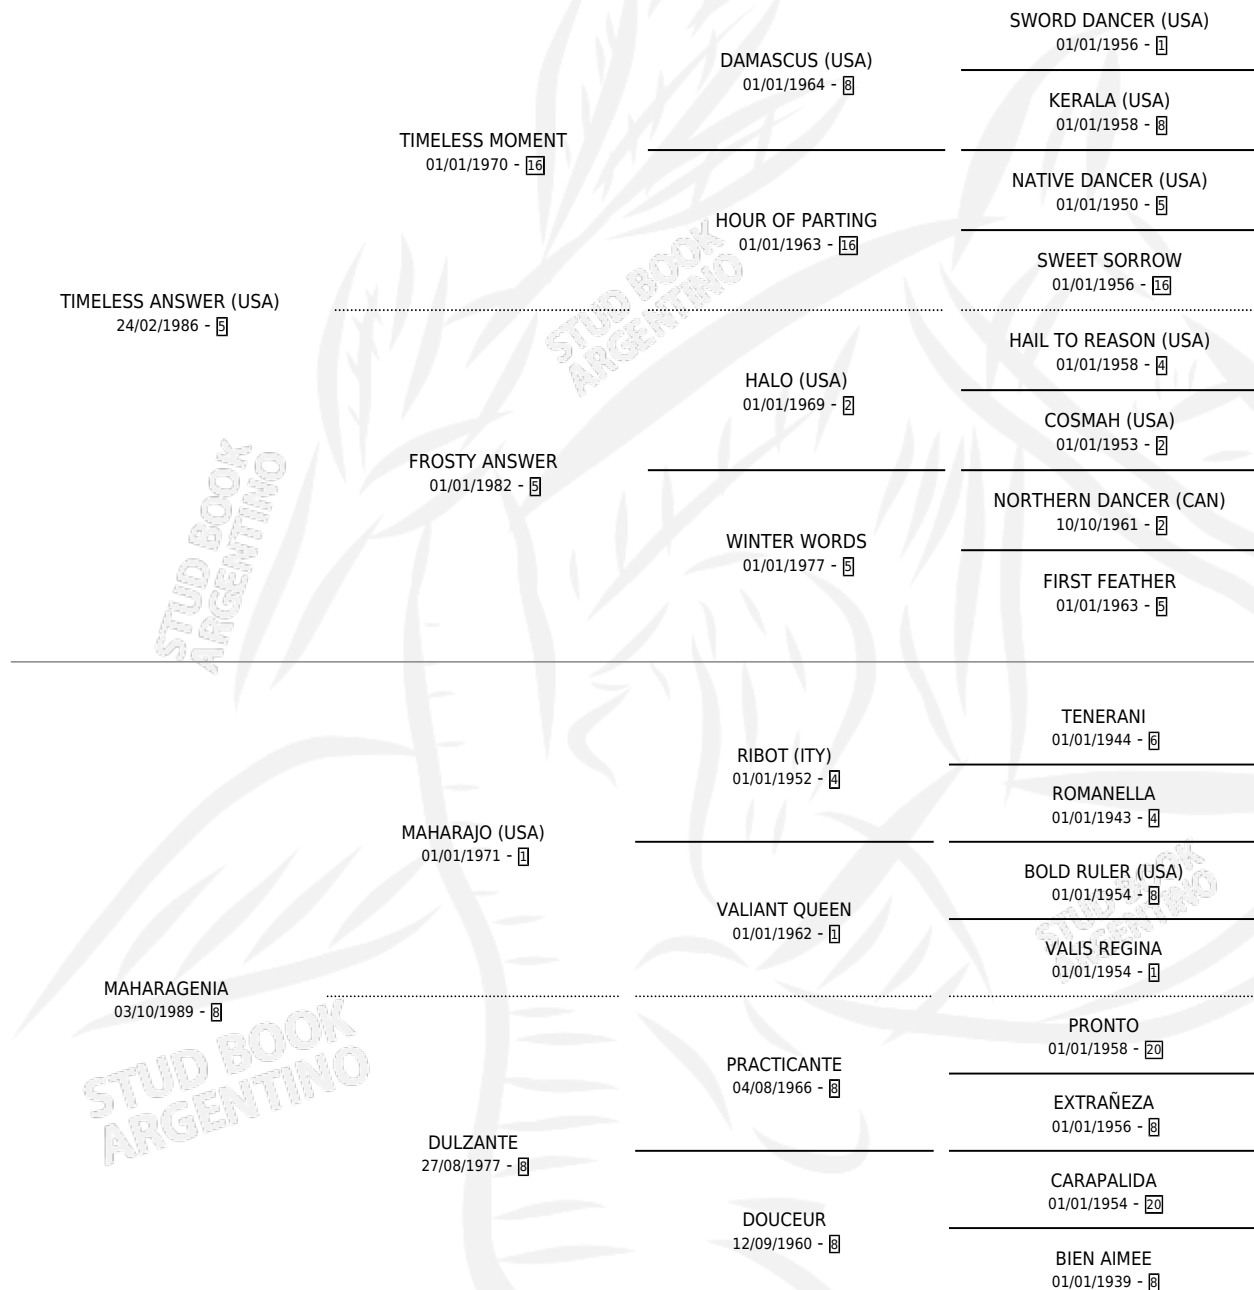 SWORD DANCER (USA)
01/01/1956 - 1
DAMASCUS (USA)
01/01/1964 - 8
KERALA (USA)
01/01/1958 - 8
TIMELESS MOMENT
01/01/1970 - 16
NATIVE DANCER (USA)
01/01/1950 - 5
HOUR OF PARTING
01/01/1963 - 16
SWEET SORROW
01/01/1956 - 16
TIMELESS ANSWER (USA)
24/02/1986 - 5
HAIL TO REASON (USA)
01/01/1958 - 4
HALO (USA)
01/01/1969 - 2
COSMAH (USA)
01/01/1953 - 2
FROSTY ANSWER
01/01/1982 - 5
NORTHERN DANCER (CAN)
10/10/1961 - 2
WINTER WORDS
01/01/1977 - 5
FIRST FEATHER
01/01/1963 - 5
TENERANI
01/01/1944 - 6
RIBOT (ITY)
01/01/1952 - 4
ROMANELLA
01/01/1943 - 4
MAHARAJO (USA)
01/01/1971 - 1
BOLD RULER (USA)
01/01/1954 - 8
VALIANT QUEEN
01/01/1962 - 1
VALIS REGINA
01/01/1954 - 1
MAHARAGENIA
03/10/1989 - 8
PRONTO
01/01/1958 - 20
PRACTICANTE
04/08/1966 - 8
EXTRAÑEZA
01/01/1956 - 8
DULZANTE
27/08/1977 - 8
CARAPALIDA
01/01/1954 - 20
DOUCEUR
12/09/1960 - 8
BIEN AIMEE
01/01/1939 - 8
STUD BOOK
ARGENTINO
STUD BOOK
ARGENTINO
STUD BOOK
ARGENTINO
STUD BOOK
ARGENTINO